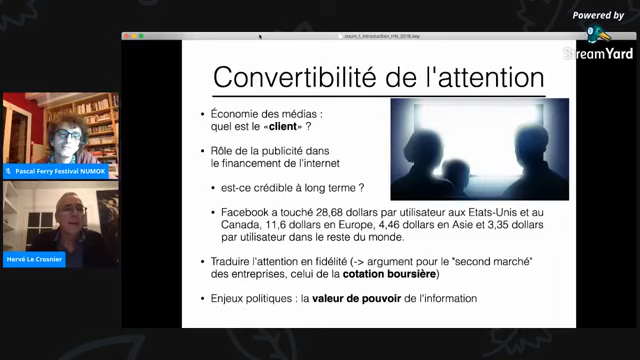 Powered by
StreamYard
cours_1_introduction_HN_2018.key
Convertibilité de l'attention
• Économie des médias :
quel est le «client» ?
• Rôle de la publicité dans
le financement de l'internet
• est-ce crédible à long terme ?
• Facebook a touché 28,68 dollars par utilisateur aux Etats-Unis et au
Canada, 11,6 dollars en Europe, 4,46 dollars en Asie et 3,35 dollars
par utilisateur dans le reste du monde.
• Traduire l'attention en fidélité (-> argument pour le "second marché"
des entreprises, celui de la cotation boursière)
• Enjeux politiques : la valeur de pouvoir de l'information
Pascal Ferry Festival NUMOK
Hervé Le Crosnier